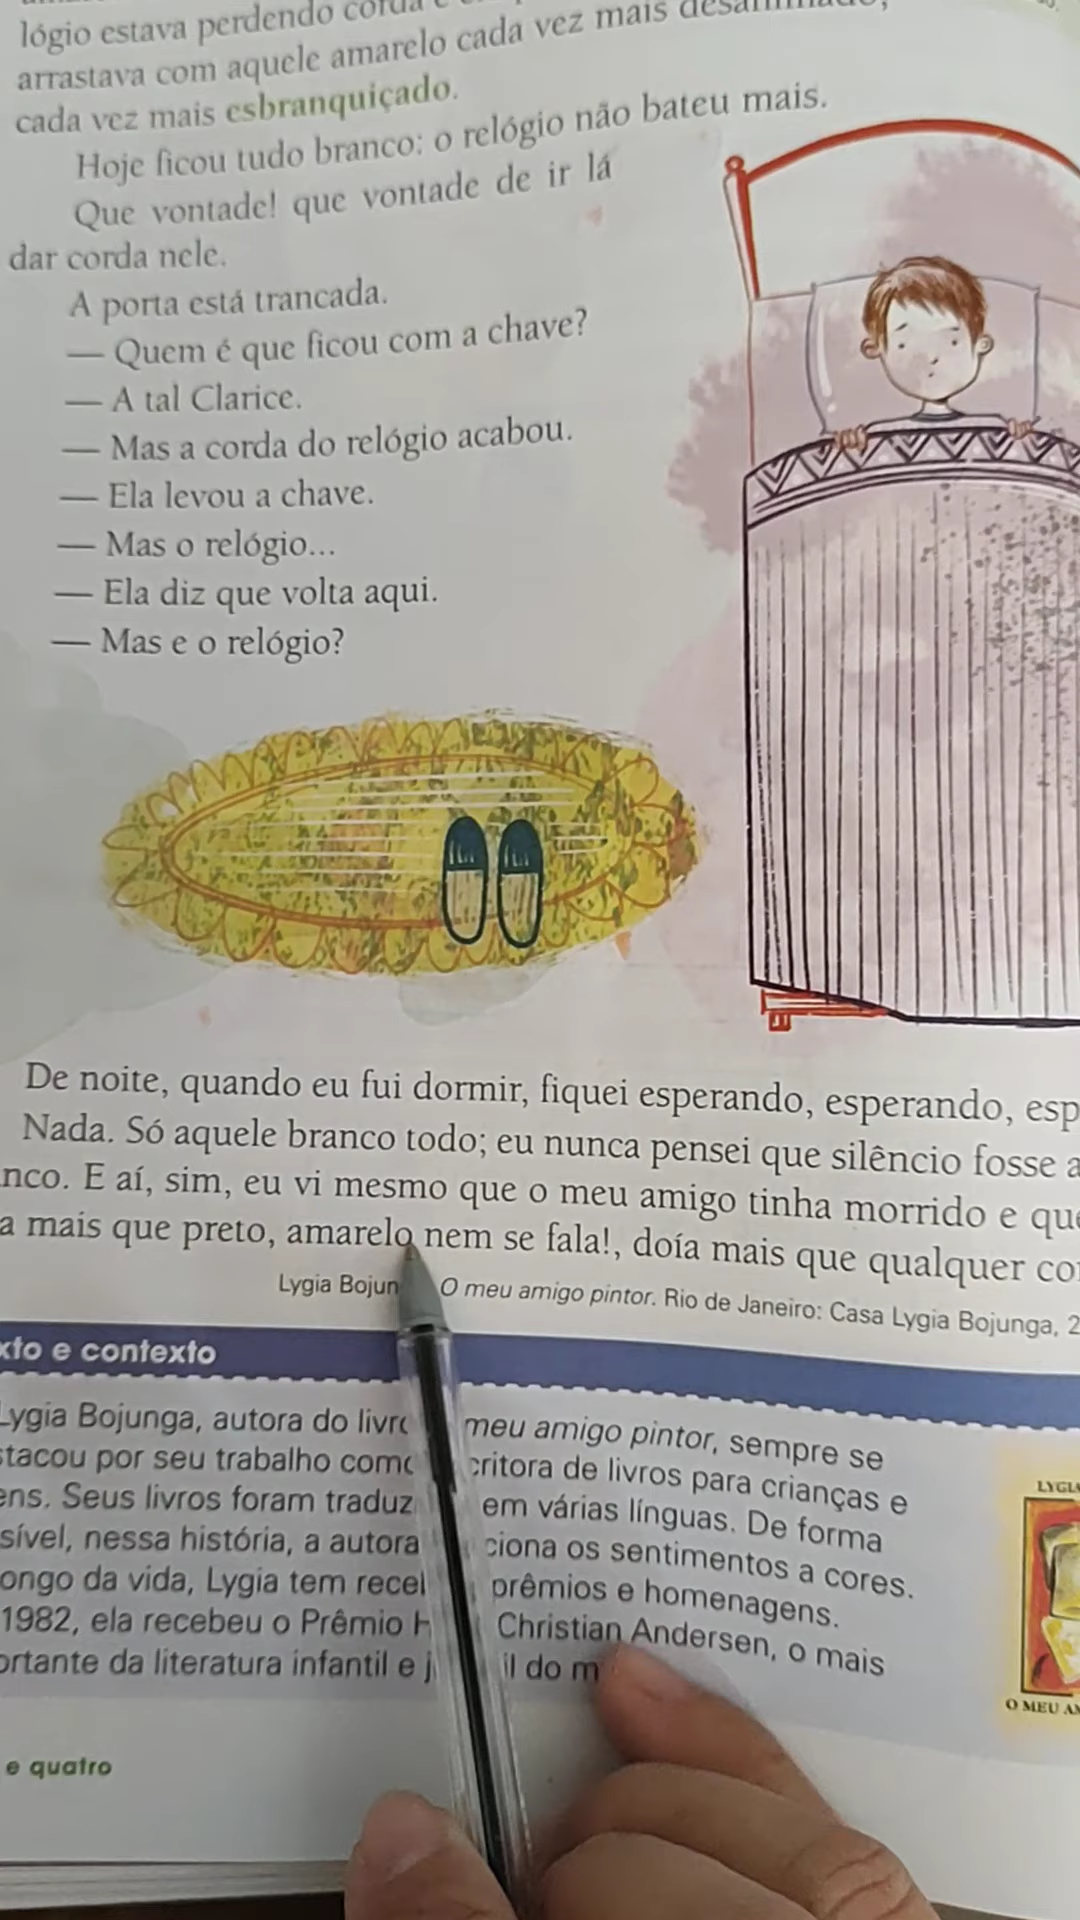 lógio estava perdendo corda e
arrastava com aquele amarelo cada vez mais
cada vez mais esbranquiçado.
Hoje ficou tudo branco: o relógio não bateu mais.
Que vontade! que vontade de ir lá
dar corda nele.
A porta está trancada.
— Quem é que ficou com a chave?
— A tal Clarice.
— Mas a corda do relógio acabou.
— Ela levou a chave.
— Mas o relógio...
— Ela diz que volta aqui.
— Mas e o relógio?
De noite, quando eu fui dormir, fiquei esperando, esperando, esp
Nada. Só aquele branco todo; eu nunca pensei que silêncio fosse a
nco. E aí, sim, eu vi mesmo que o meu amigo tinha morrido e que
a mais que preto, amarelo nem se fala!, doía mais que qualquer
Lygia Bojun O meu amigo pintor. Rio de Janeiro: Casa Lygia Bojunga, 2
xto e contexto
Lygia Bojunga, autora do livro meu amigo pintor, sempre se
stacou por seu trabalho como critora de livros para crianças e
ens. Seus livros foram traduz em várias línguas. De forma
sível, nessa história, a autora ciona os sentimentos a cores.
ongo da vida, Lygia tem rece prêmios e homenagens.
1982, ela recebeu o Prêmio H Christian Andersen, o mais
ortante da literatura infantil e j il do m
LYGIA
O MEU AM
e quatro